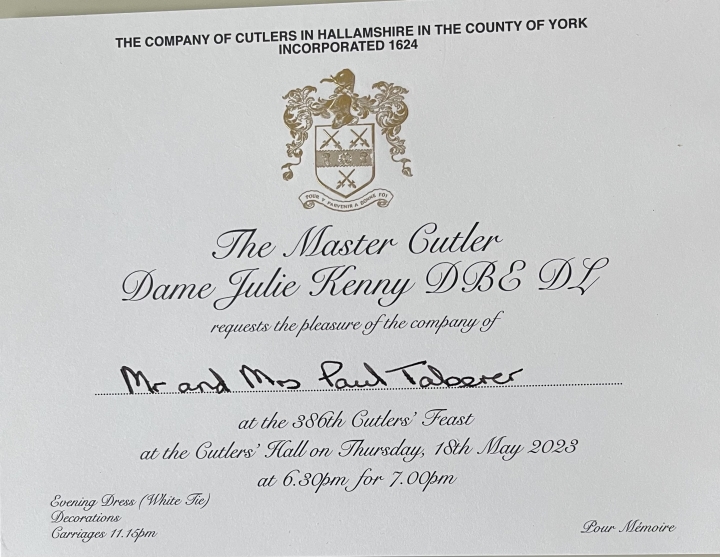 THE COMPANY OF CUTLERS IN HALLAMSHIRE IN THE COUNTY OF YORK
INCORPORATED 1624
POUR Y PARVENIR A BONNE FOI
The Master Cutler
Dame Julie Kenny DBE DL
requests the pleasure of the company of
Mr and Mrs Paul Taberer
at the 386th Cutlers' Feast
at the Cutlers' Hall on Thursday, 18th May 2023
at 6.30pm for 7.00pm
Evening Dress (White Tie)
Decorations
Carriages 11.15pm
Pour Mémoire